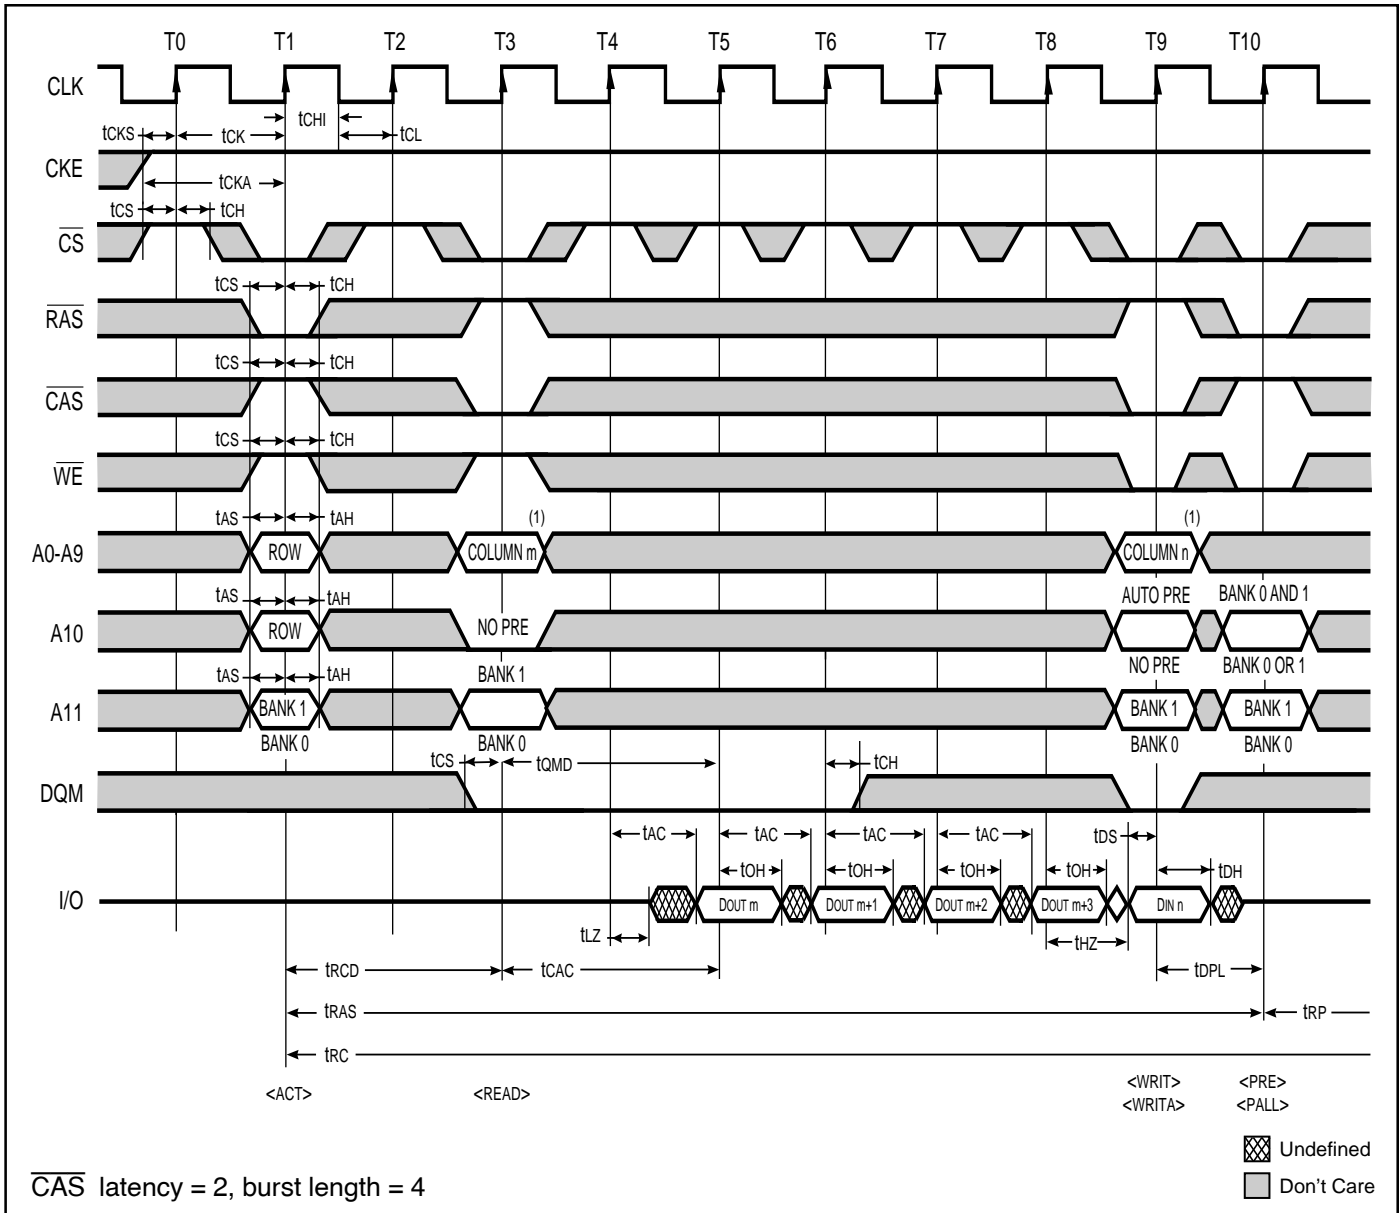 T0 T1 T2 T3 T4 T5 T6 T7 T8 T9 T10
CLK
tCHI
tCKS tCK tCL
CKE
tCKA
tCS tCH
CS
tCS tCH
RAS
tCS tCH
CAS
tCS tCH
WE
tAS tAH (1) (1)
A0-A9 ROW COLUMN m COLUMN n
tAS tAH AUTO PRE BANK 0 AND 1
A10 ROW NO PRE
tAS tAH BANK 1 NO PRE BANK 0 OR 1
A11 BANK 1 BANK 1 BANK 1
BANK 0 BANK 0 BANK 0 BANK 0
tCS tQMD tCH
DQM
tAC tAC tAC tAC tDS
tOH tOH tOH tOH tDH
I/O DOUT m DOUT m+1 DOUT m+2 DOUT m+3 DIN n
tLZ tHZ
tRCD tCAC tDPL
tRAS tRP
tRC
<ACT> <READ> <WRIT> <PRE>
<WRITA> <PALL>
Undefined
CAS latency = 2, burst length = 4 Don't Care